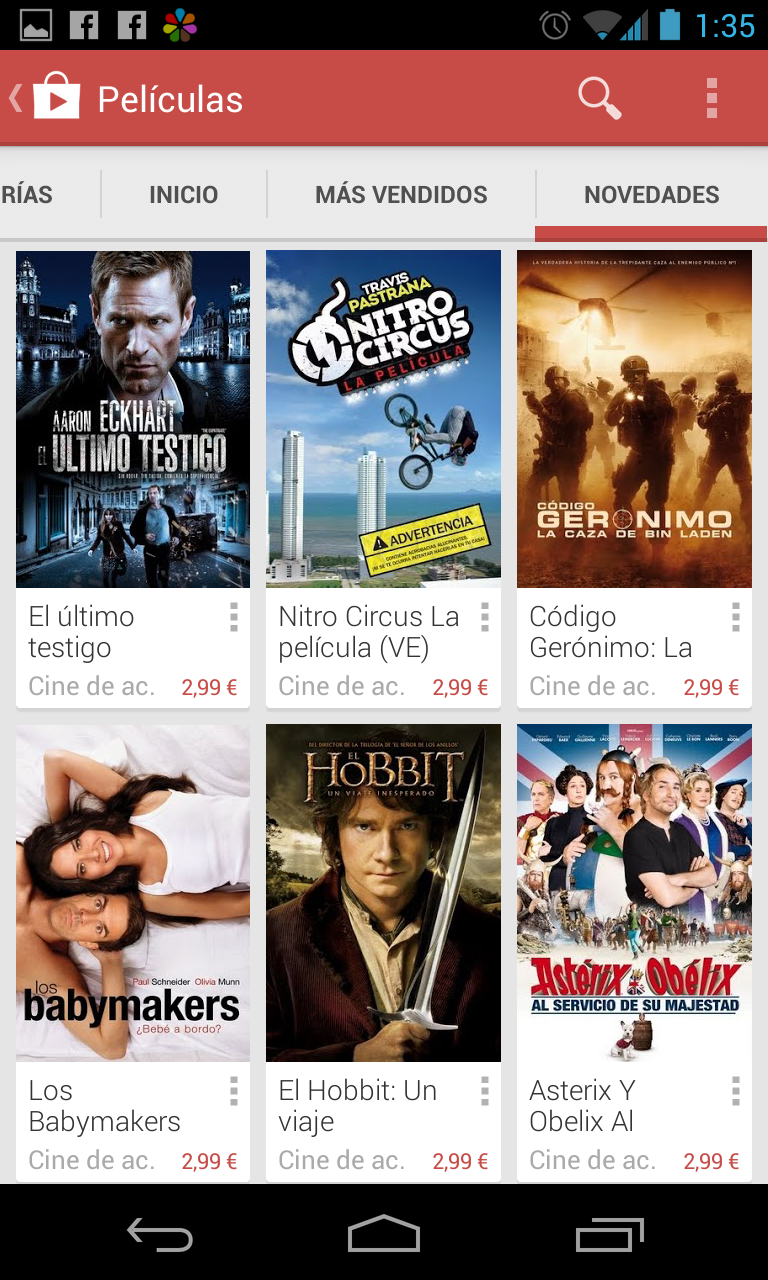 1:35
Películas
RÍAS
INICIO
MÁS VENDIDOS
NOVEDADES
AARON ECKHART
EL ÚLTIMO TESTIGO
TRAVIS
PASTRANA
NITRO
CIRCUS
LA PELÍCULA
ADVERTENCIA
LA VERDADERA HISTORIA DE LA TREPIDANTE CAZA AL ENEMIGO PÚBLICO Nº1
CÓDIGO
GERONIMO
LA CAZA DE BIN LADEN
El último
testigo
Cine de ac.
2,99 €
Nitro Circus La
película (VE)
Cine de ac.
2,99 €
Código
Gerónimo: La
Cine de ac.
2,99 €
Paul Schneider Olivia Munn
los
babymakers
¿Bebé a bordo?
DEL DIRECTOR DE LA TRILOGÍA DE "EL SEÑOR DE LOS ANILLOS"
EL
HOBBIT
UN VIAJE INESPERADO
Astérix Obélix
AL SERVICIO DE SU MAJESTAD
Los
Babymakers
Cine de ac.
2,99 €
El Hobbit: Un
viaje
Cine de ac.
2,99 €
Asterix Y
Obelix Al
Cine de ac.
2,99 €